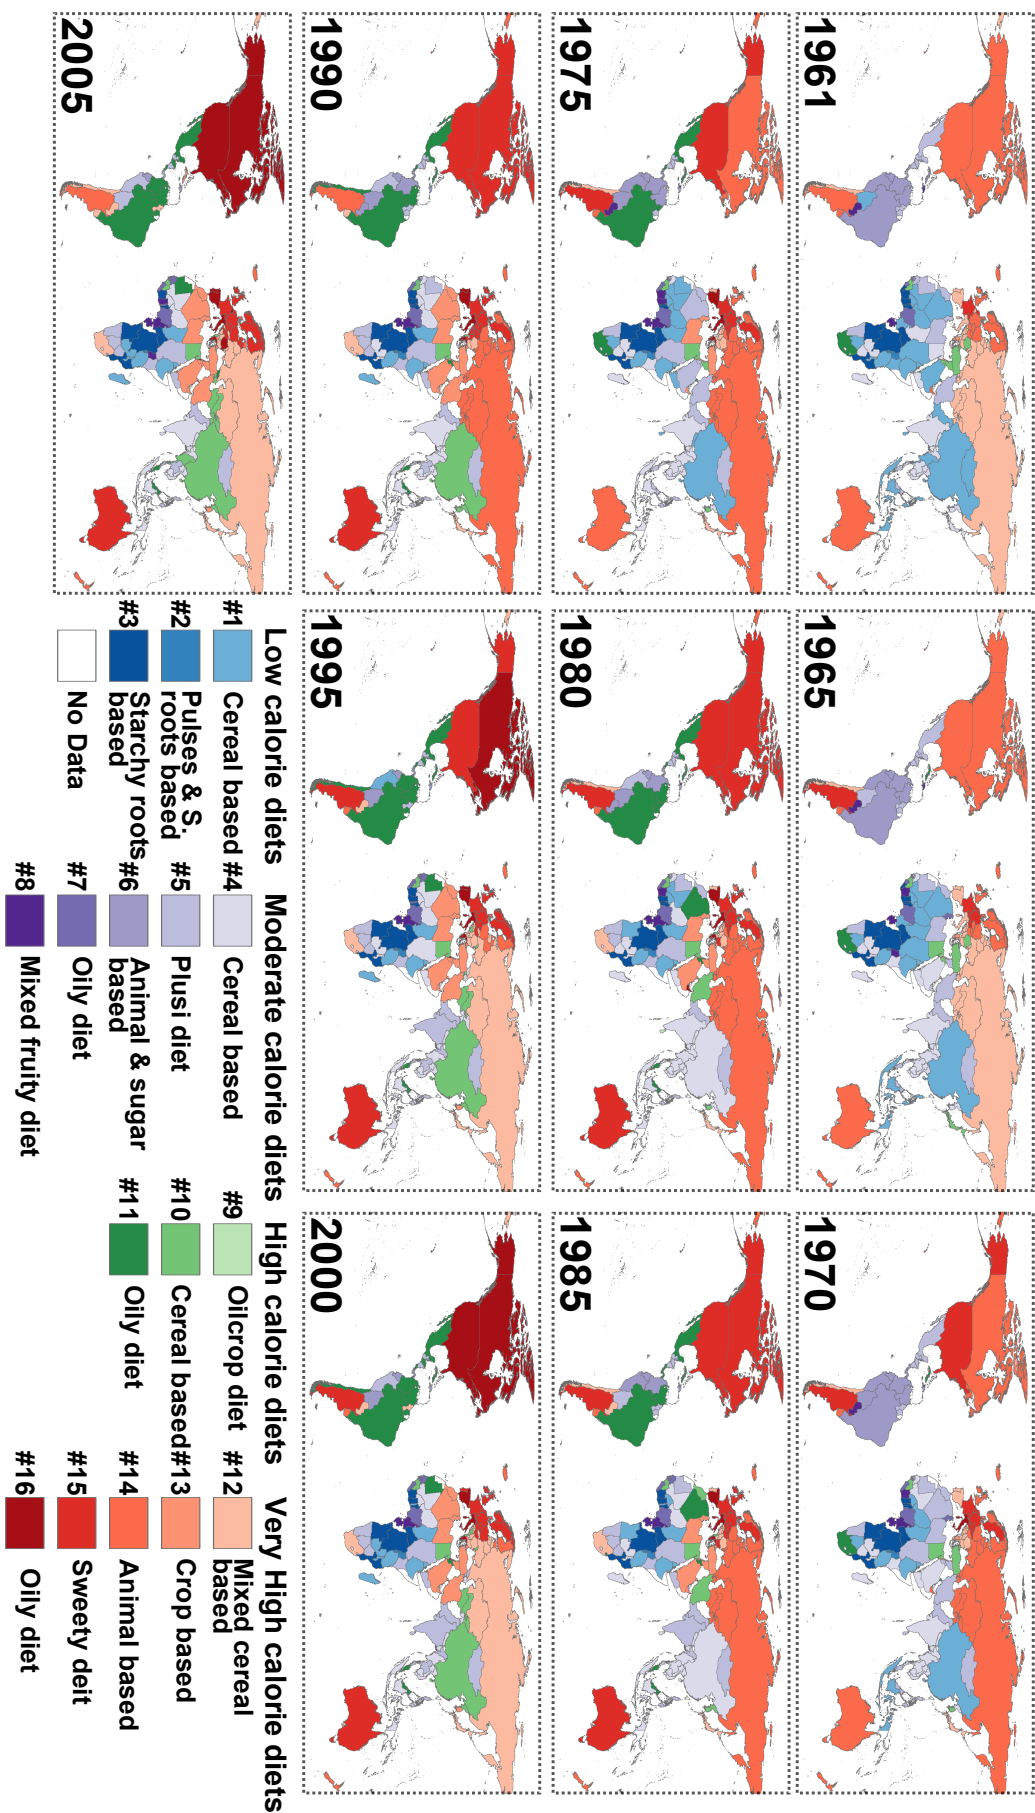 1961
1965
1970
1975
1980
1985
1990
1995
2000
2005
Low calorie diets
#1 Cereal based
#2 Pulses & S.
roots based
#3 Starchy roots
based
No Data
Moderate calorie diets
#4 Cereal based
#5 Plusi diet
#6 Animal & sugar
based
#7 Oily diet
#8 Mixed fruity diet
High calorie diets
#9 Oilcrop diet
#10 Cereal based
#11 Oily diet
Very High calorie diets
#12 Mixed cereal
based
#13 Crop based
#14 Animal based
#15 Sweety deit
#16 Oily diet